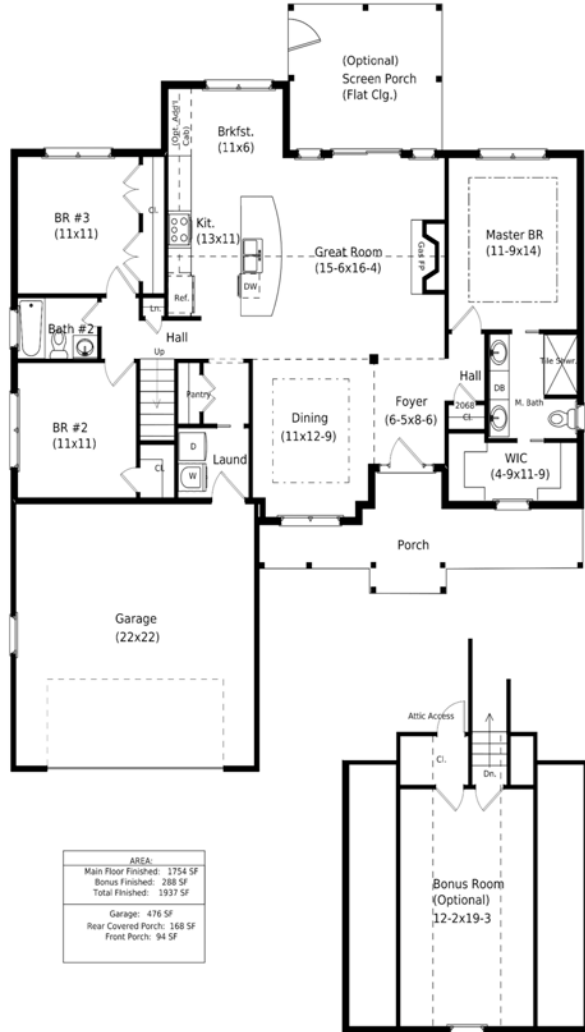 (Optional)
Screen Porch
(Flat Clg.)
(Opt. Appl.
Cab)
Brkfst.
(11x6)
BR #3
(11x11)
Cl.
Kit.
(13x11)
Great Room
(15-6x16-4)
Gas FP
Master BR
(11-9x14)
DW
Ref.
Ln.
Bath #2
Hall
Up
Hall
Tile Shwr.
DB
M. Bath
2068
Cl.
Pantry
Dining
(11x12-9)
Foyer
(6-5x8-6)
BR #2
(11x11)
Cl.
D
W
Laund
WIC
(4-9x11-9)
Porch
Garage
(22x22)
Attic Access
Cl.
Dn.
Bonus Room
(Optional)
12-2x19-3
AREA:
Main Floor Finished: 1754 SF
Bonus Finished: 288 SF
Total Finished: 1937 SF
Garage: 476 SF
Rear Covered Porch: 168 SF
Front Porch: 94 SF